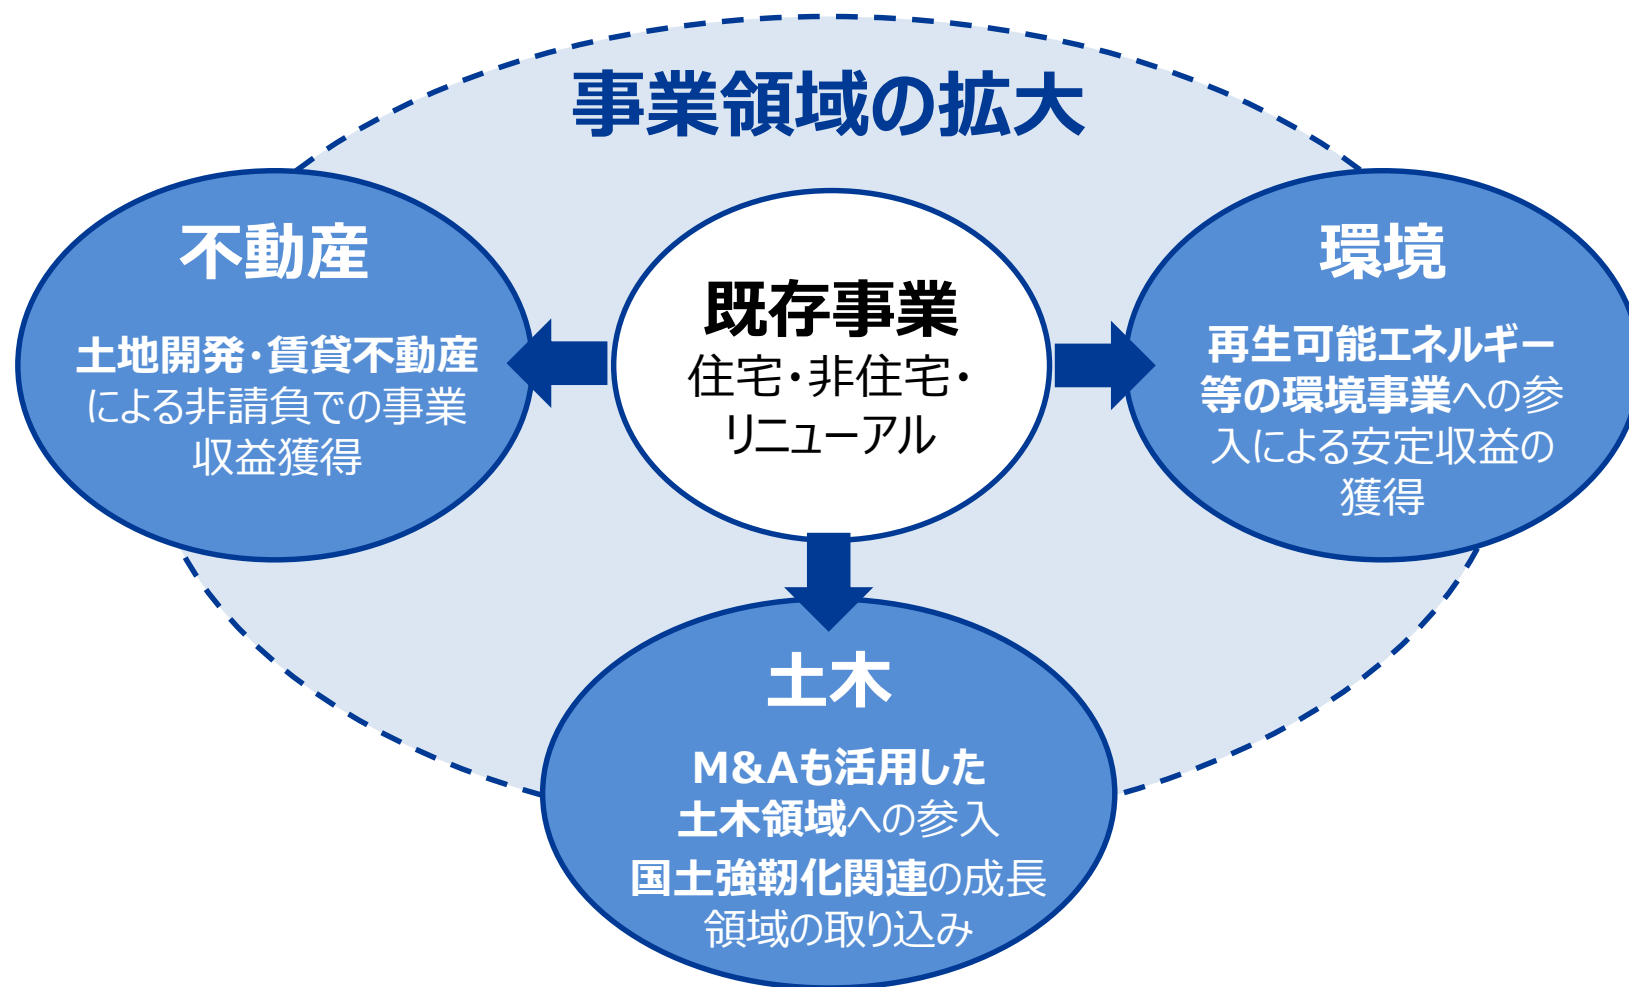 事業領域の拡大
不動産
土地開発・賃貸不動産
による非請負での事業
収益獲得
既存事業
住宅・非住宅・
リニューアル
環境
再生可能エネルギー
等の環境事業への参
入による安定収益の
獲得
土木
M&Aも活用した
土木領域への参入
国土強靭化関連の成長
領域の取り込み